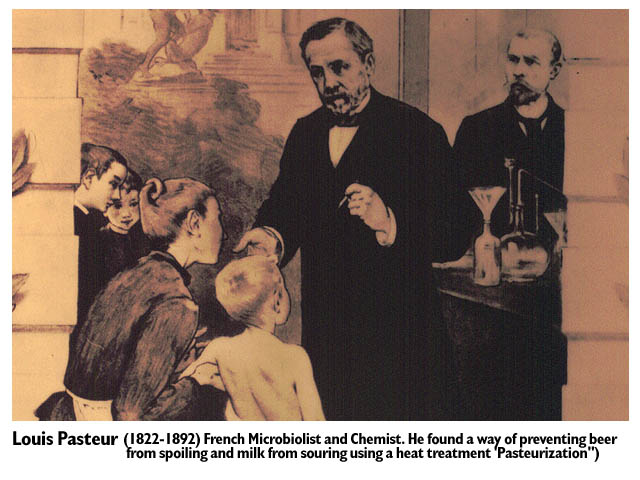 Louis Pasteur (1822-1892) French Microbiolist and Chemist. He found a way of preventing beer
from spoiling and milk from souring using a heat treatment 'Pasteurization")